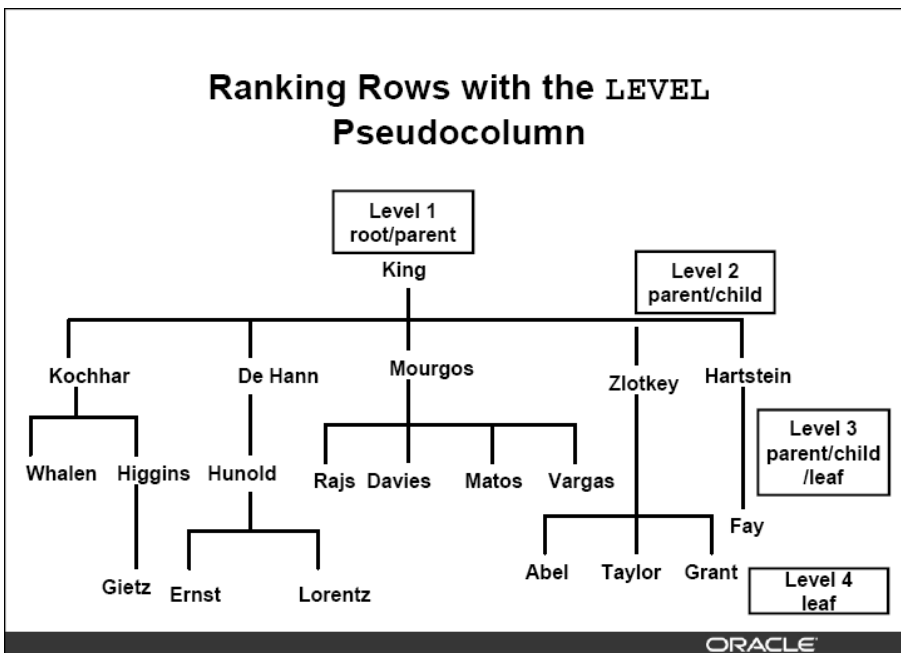 Ranking Rows with the LEVEL
Pseudocolumn
Level 1
root/parent
King
Level 2
parent/child
Kochhar De Hann Mourgos Zlotkey Hartstein
Level 3
parent/child
/leaf
Whalen Higgins Hunold Rajs Davies Matos Vargas
Fay
Gietz Ernst Lorentz Abel Taylor Grant
Level 4
leaf
ORACLE